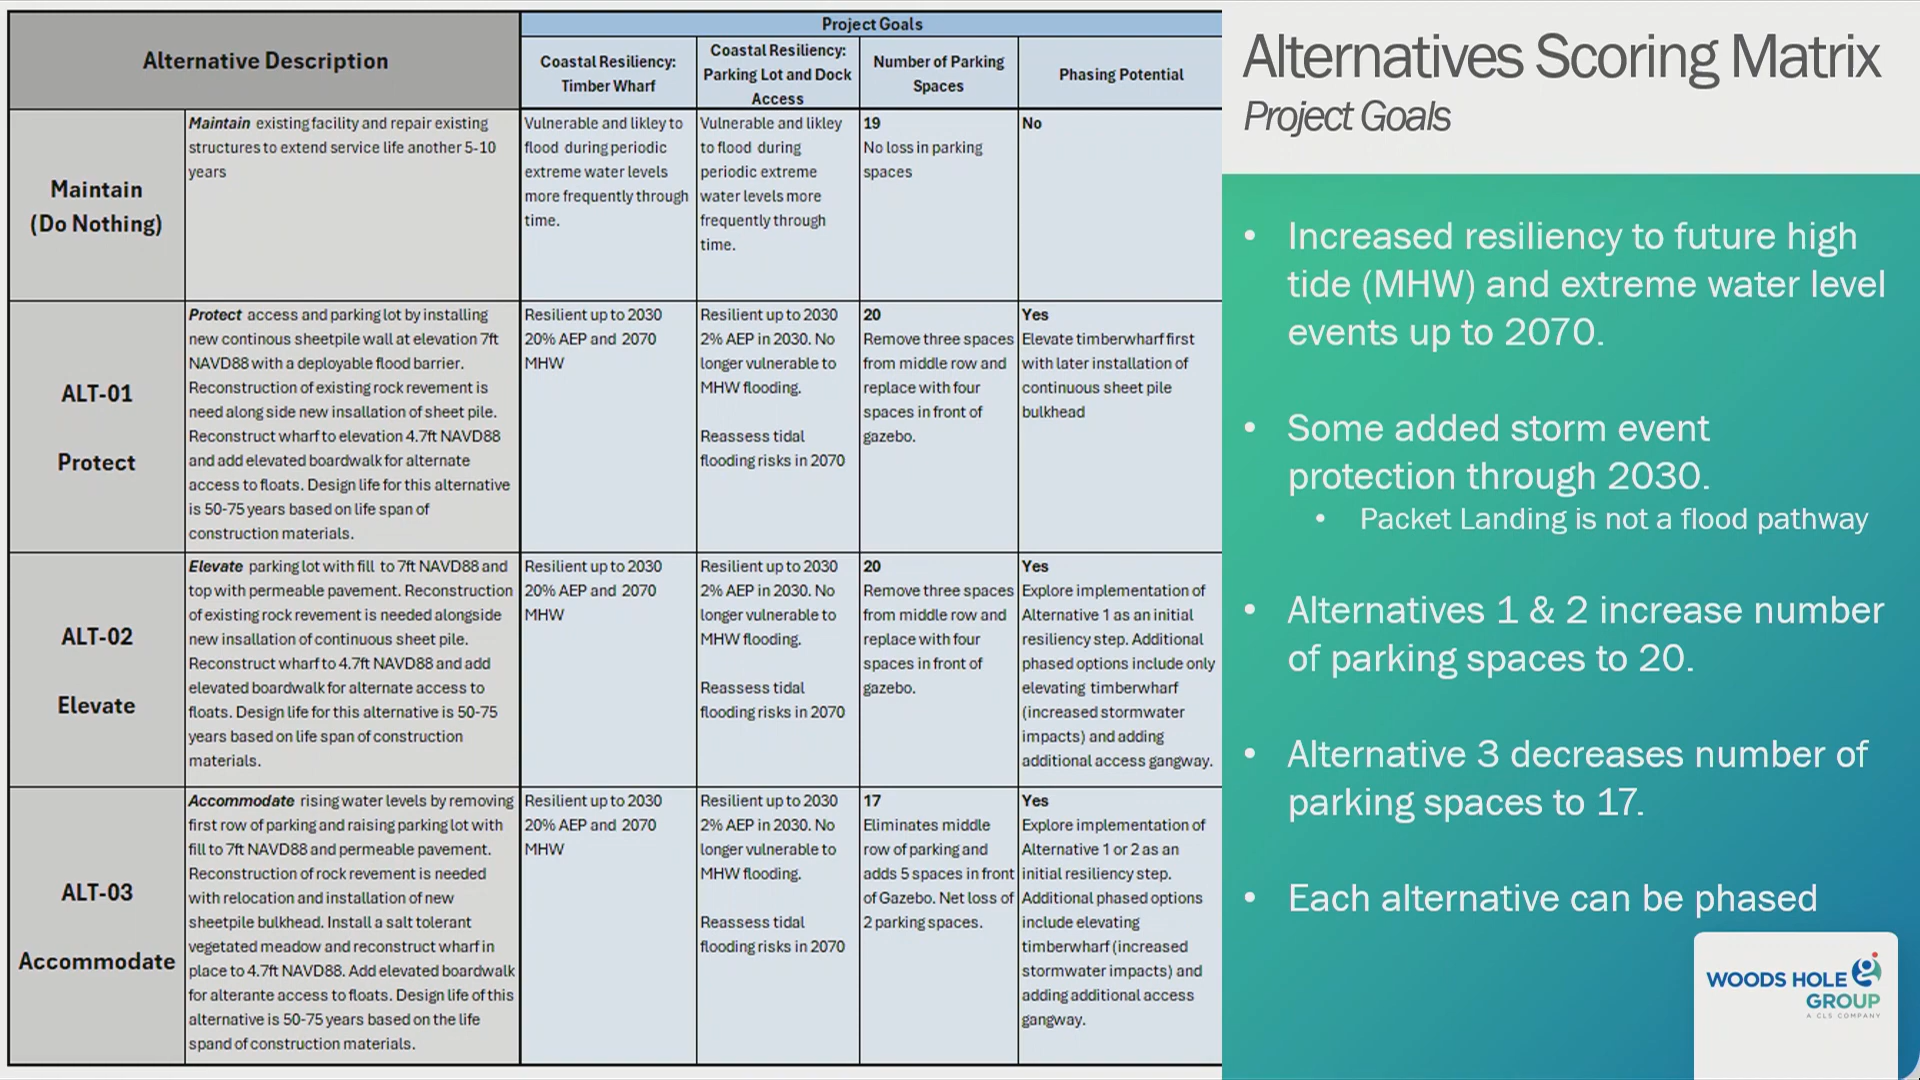 Alternative Description
Project Goals
Coastal Resiliency:
Timber Wharf
Coastal Resiliency:
Parking Lot and Dock
Access
Number of Parking
Spaces
Phasing Potential
Maintain
(Do Nothing)
Maintain existing facility and repair existing
structures to extend service life another 5-10
years
Vulnerable and likley to
flood during periodic
extreme water levels
more frequently through
time.
Vulnerable and likley
to flood during
periodic extreme
water levels more
frequently through
time.
19
No loss in parking
spaces
No
ALT-01
Protect
Protect access and parking lot by installing
new continous sheetpile wall at elevation 7ft
NAVD88 with a deployable flood barrier.
Reconstruction of existing rock revement is
need along side new insallation of sheet pile.
Reconstruct wharf to elevation 4.7ft NAVD88
and add elevated boardwalk for alternate
access to floats. Design life for this alternative
is 50-75 years based on life span of
construction materials.
Resilient up to 2030
20% AEP and 2070
MHW
Resilient up to 2030
2% AEP in 2030. No
longer vulnerable to
MHW flooding.
Reassess tidal
flooding risks in 2070
20
Remove three spaces
from middle row and
replace with four
spaces in front of
gazebo.
Yes
Elevate timberwharf first
with later installation of
continuous sheet pile
bulkhead
ALT-02
Elevate
Elevate parking lot with fill to 7ft NAVD88 and
top with permeable pavement. Reconstruction
of existing rock revement is needed alongside
new insallation of continuous sheet pile.
Reconstruct wharf to 4.7ft NAVD88 and add
elevated boardwalk for alternate access to
floats. Design life for this alternative is 50-75
years based on life span of construction
materials.
Resilient up to 2030
20% AEP and 2070
MHW
Resilient up to 2030
2% AEP in 2030. No
longer vulnerable to
MHW flooding.
Reassess tidal
flooding risks in 2070
20
Remove three spaces
from middle row and
replace with four
spaces in front of
gazebo.
Yes
Explore implementation of
Alternative 1 as an initial
resiliency step. Additional
phased options include only
elevating timberwharf
(increased stormwater
impacts) and adding
additional access gangway.
ALT-03
Accommodate
Accommodate rising water levels by removing
first row of parking and raising parking lot with
fill to 7ft NAVD88 and permeable pavement.
Reconstruction of rock revement is needed
with relocation and installation of new
sheetpile bulkhead. Install a salt tolerant
vegetated meadow and reconstruct wharf in
place to 4.7ft NAVD88. Add elevated boardwalk
for alterante access to floats. Design life of this
alternative is 50-75 years based on the life
spand of construction materials.
Resilient up to 2030
20% AEP and 2070
MHW
Resilient up to 2030
2% AEP in 2030. No
longer vulnerable to
MHW flooding.
Reassess tidal
flooding risks in 2070
17
Eliminates middle
row of parking and
adds 5 spaces in front
of Gazebo. Net loss of
2 parking spaces.
Yes
Explore implementation of
Alternative 1 or 2 as an
initial resiliency step.
Additional phased options
include elevating
timberwharf (increased
stormwater impacts) and
adding additional access
gangway.
Alternatives Scoring Matrix
Project Goals
• Increased resiliency to future high
tide (MHW) and extreme water level
events up to 2070.
• Some added storm event
protection through 2030.
• Packet Landing is not a flood pathway
• Alternatives 1 & 2 increase number
of parking spaces to 20.
• Alternative 3 decreases number of
parking spaces to 17.
• Each alternative can be phased
WOODS HOLE
GROUP
A CLS COMPANY